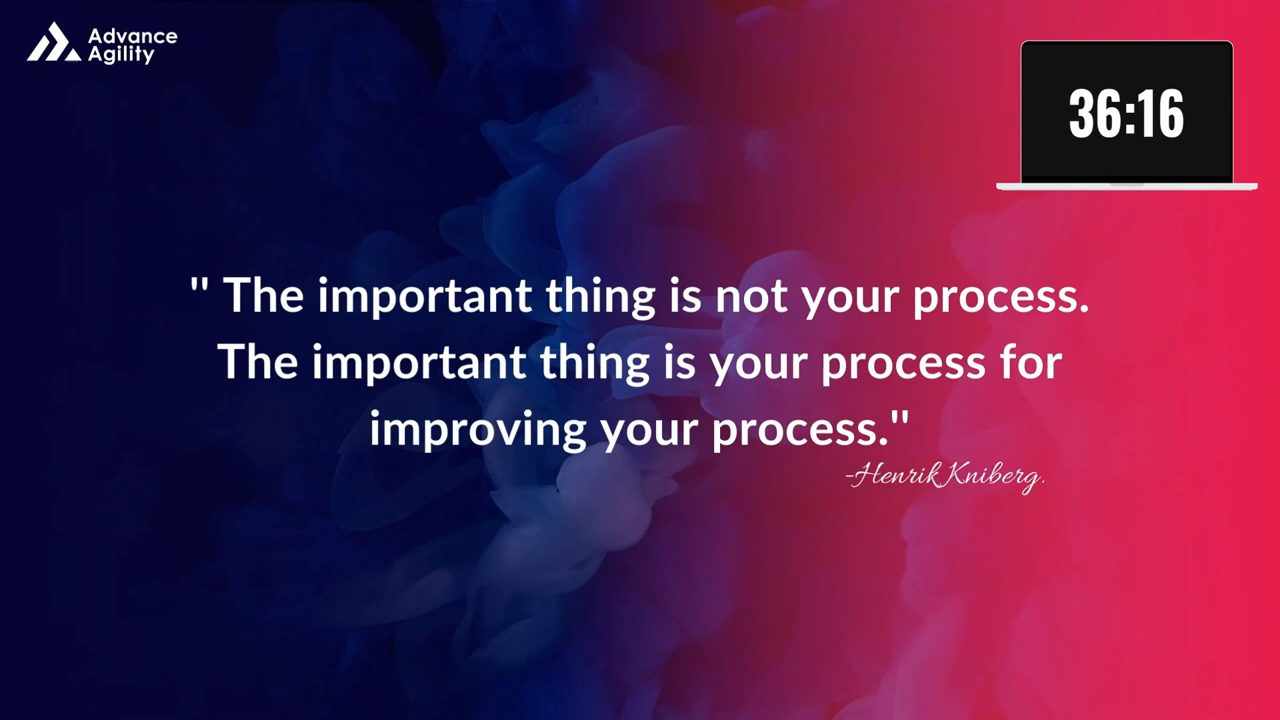 Advance
Agility
36:16
" The important thing is not your process.
The important thing is your process for
improving your process."
-Henrik Kniberg.